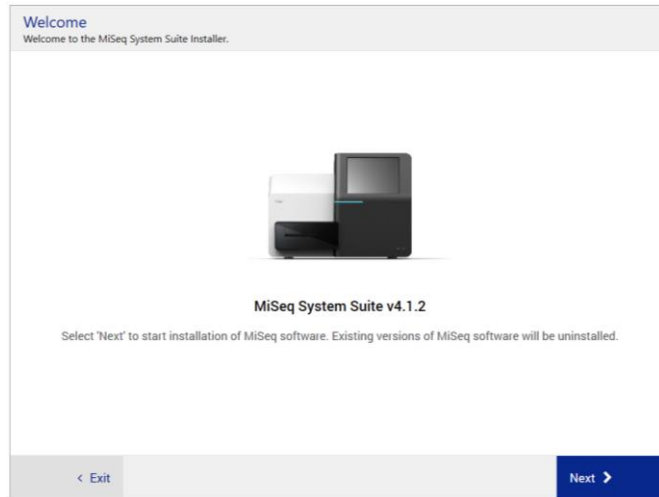 Welcome
Welcome to the MiSeq System Suite Installer.
MiSeq System Suite v4.1.2
Select 'Next' to start installation of MiSeq software. Existing versions of MiSeq software will be uninstalled.
< Exit
Next >